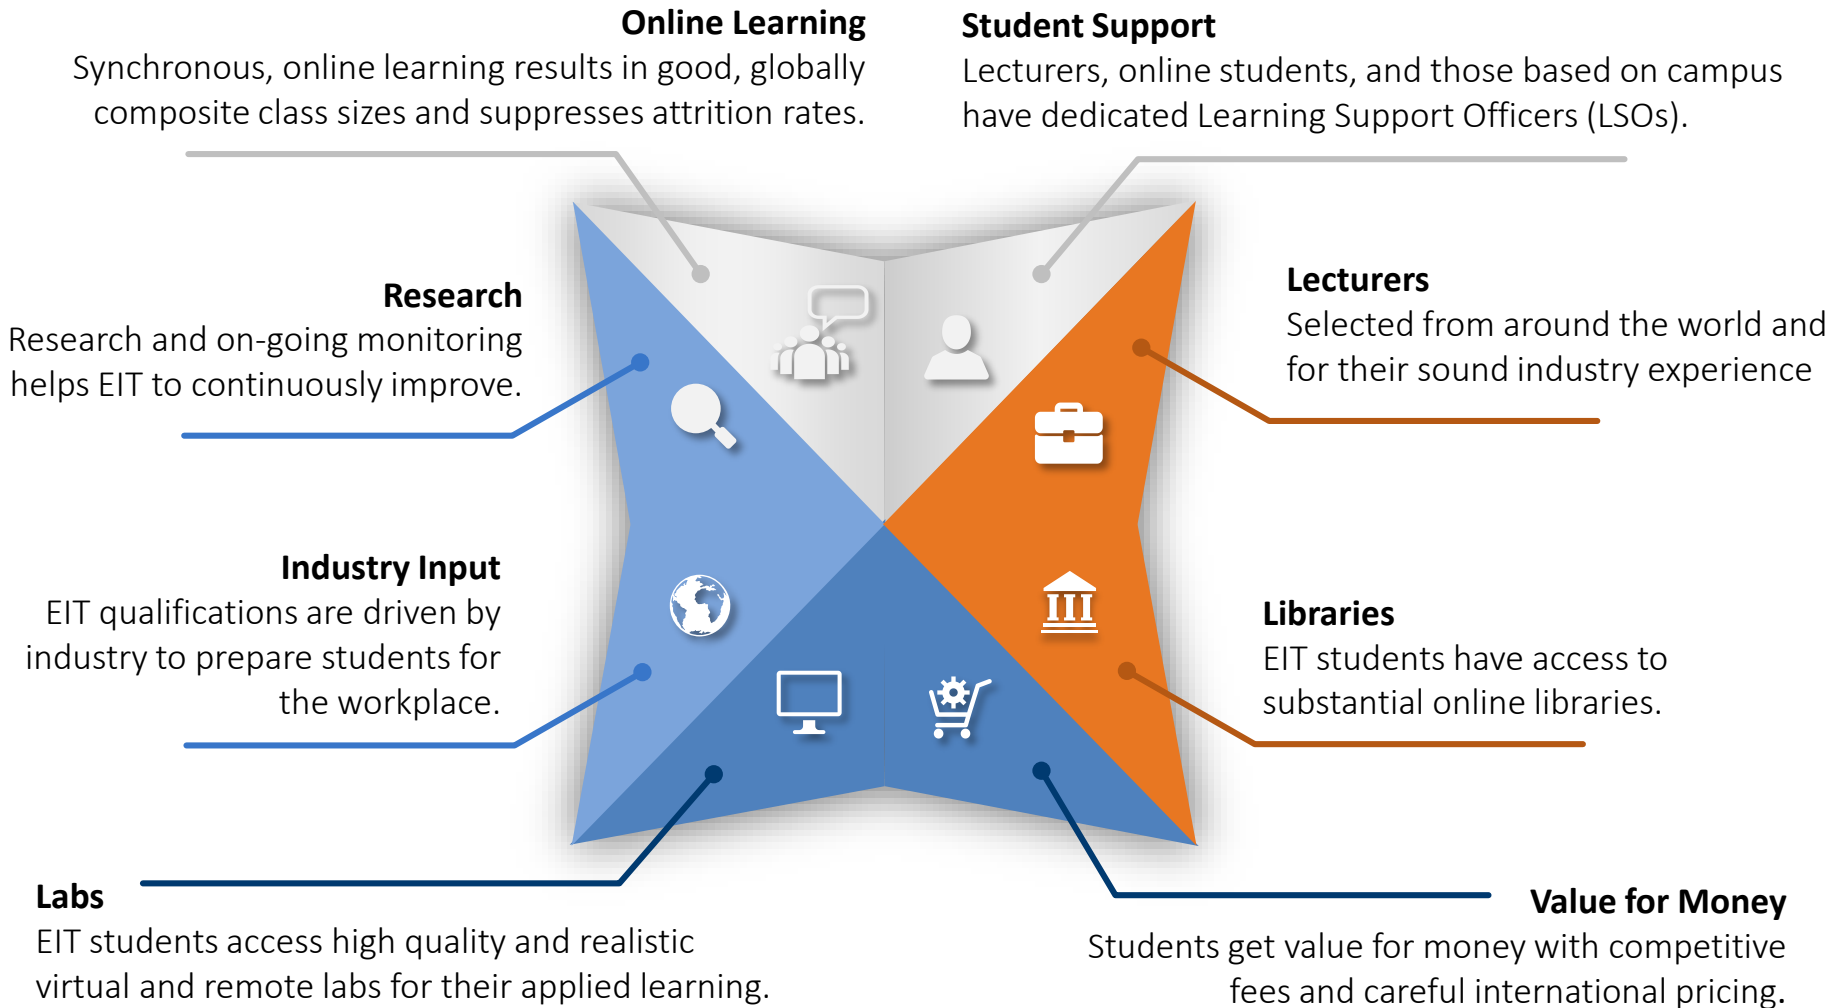 Online Learning
Synchronous, online learning results in good, globally
composite class sizes and suppresses attrition rates.
Student Support
Lecturers, online students, and those based on campus
have dedicated Learning Support Officers (LSOs).
Research
Research and on-going monitoring
helps EIT to continuously improve.
Lecturers
Selected from around the world and
for their sound industry experience
Industry Input
EIT qualifications are driven by
industry to prepare students for
the workplace.
Libraries
EIT students have access to
substantial online libraries.
Labs
EIT students access high quality and realistic
virtual and remote labs for their applied learning.
Value for Money
Students get value for money with competitive
fees and careful international pricing.